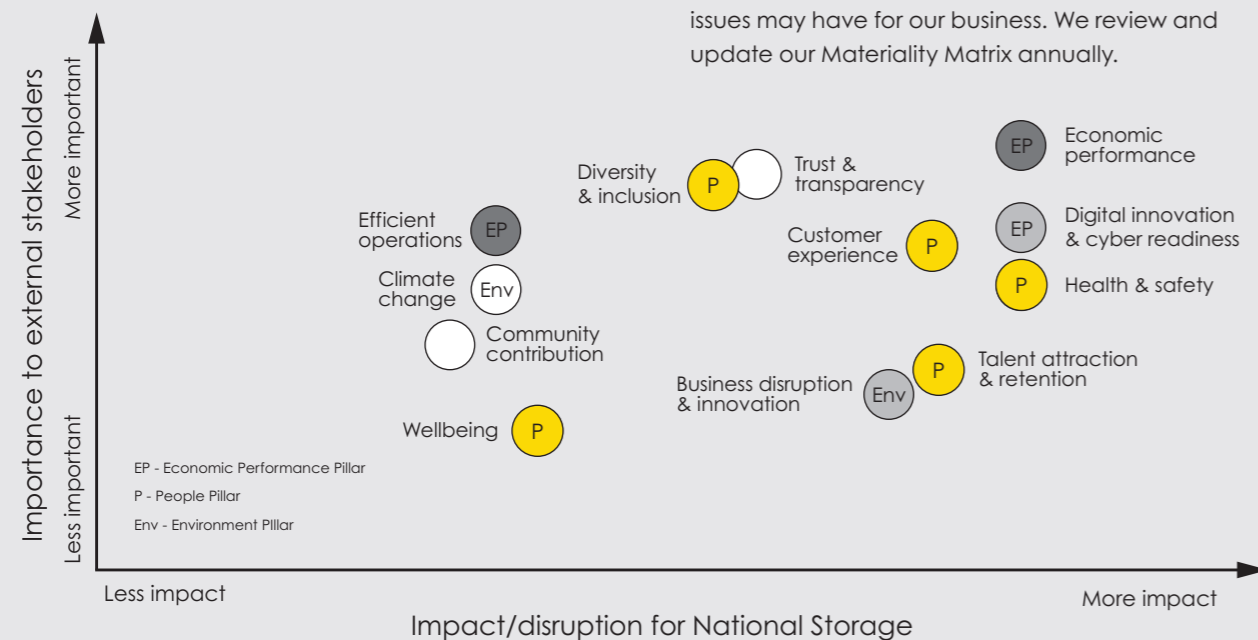 issues may have for our business. We review and
update our Materiality Matrix annually.
Importance to external stakeholders
More important
Less important
EP
Economic
performance
Diversity
& inclusion
P
Trust &
transparency
Efficient
operations
EP
Customer
experience
P
EP
Digital innovation
& cyber readiness
Climate
change
Env
P
Health & safety
Community
contribution
Business disruption
& innovation
Env
P
Talent attraction
& retention
Wellbeing
P
EP - Economic Performance Pillar
P - People Pillar
Env - Environment PIllar
Less impact
More impact
Impact/disruption for National Storage